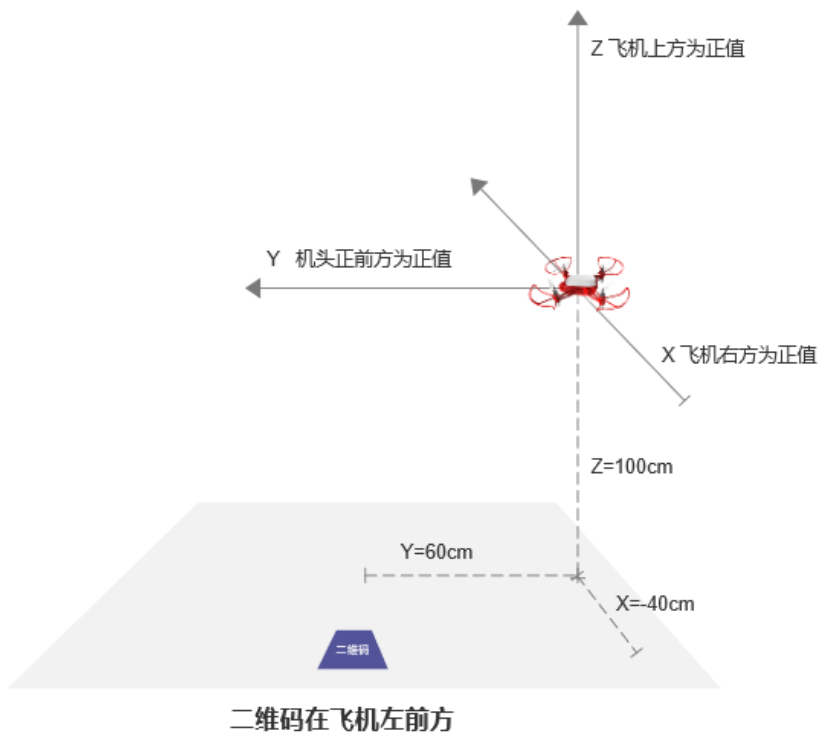 Z 飞机上方为正值
Y 机头正前方为正值
X 飞机右方为正值
Z=100cm
Y=60cm
X=-40cm
二维码
二维码在飞机左前方